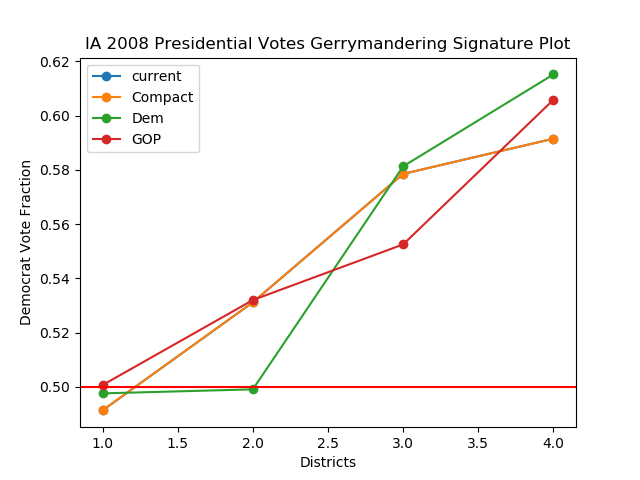 IA 2008 Presidential Votes Gerrymandering Signature Plot
current
Compact
Dem
GOP
Democrat Vote Fraction
0.62
0.60
0.58
0.56
0.54
0.52
0.50
1.0 1.5 2.0 2.5 3.0 3.5 4.0
Districts